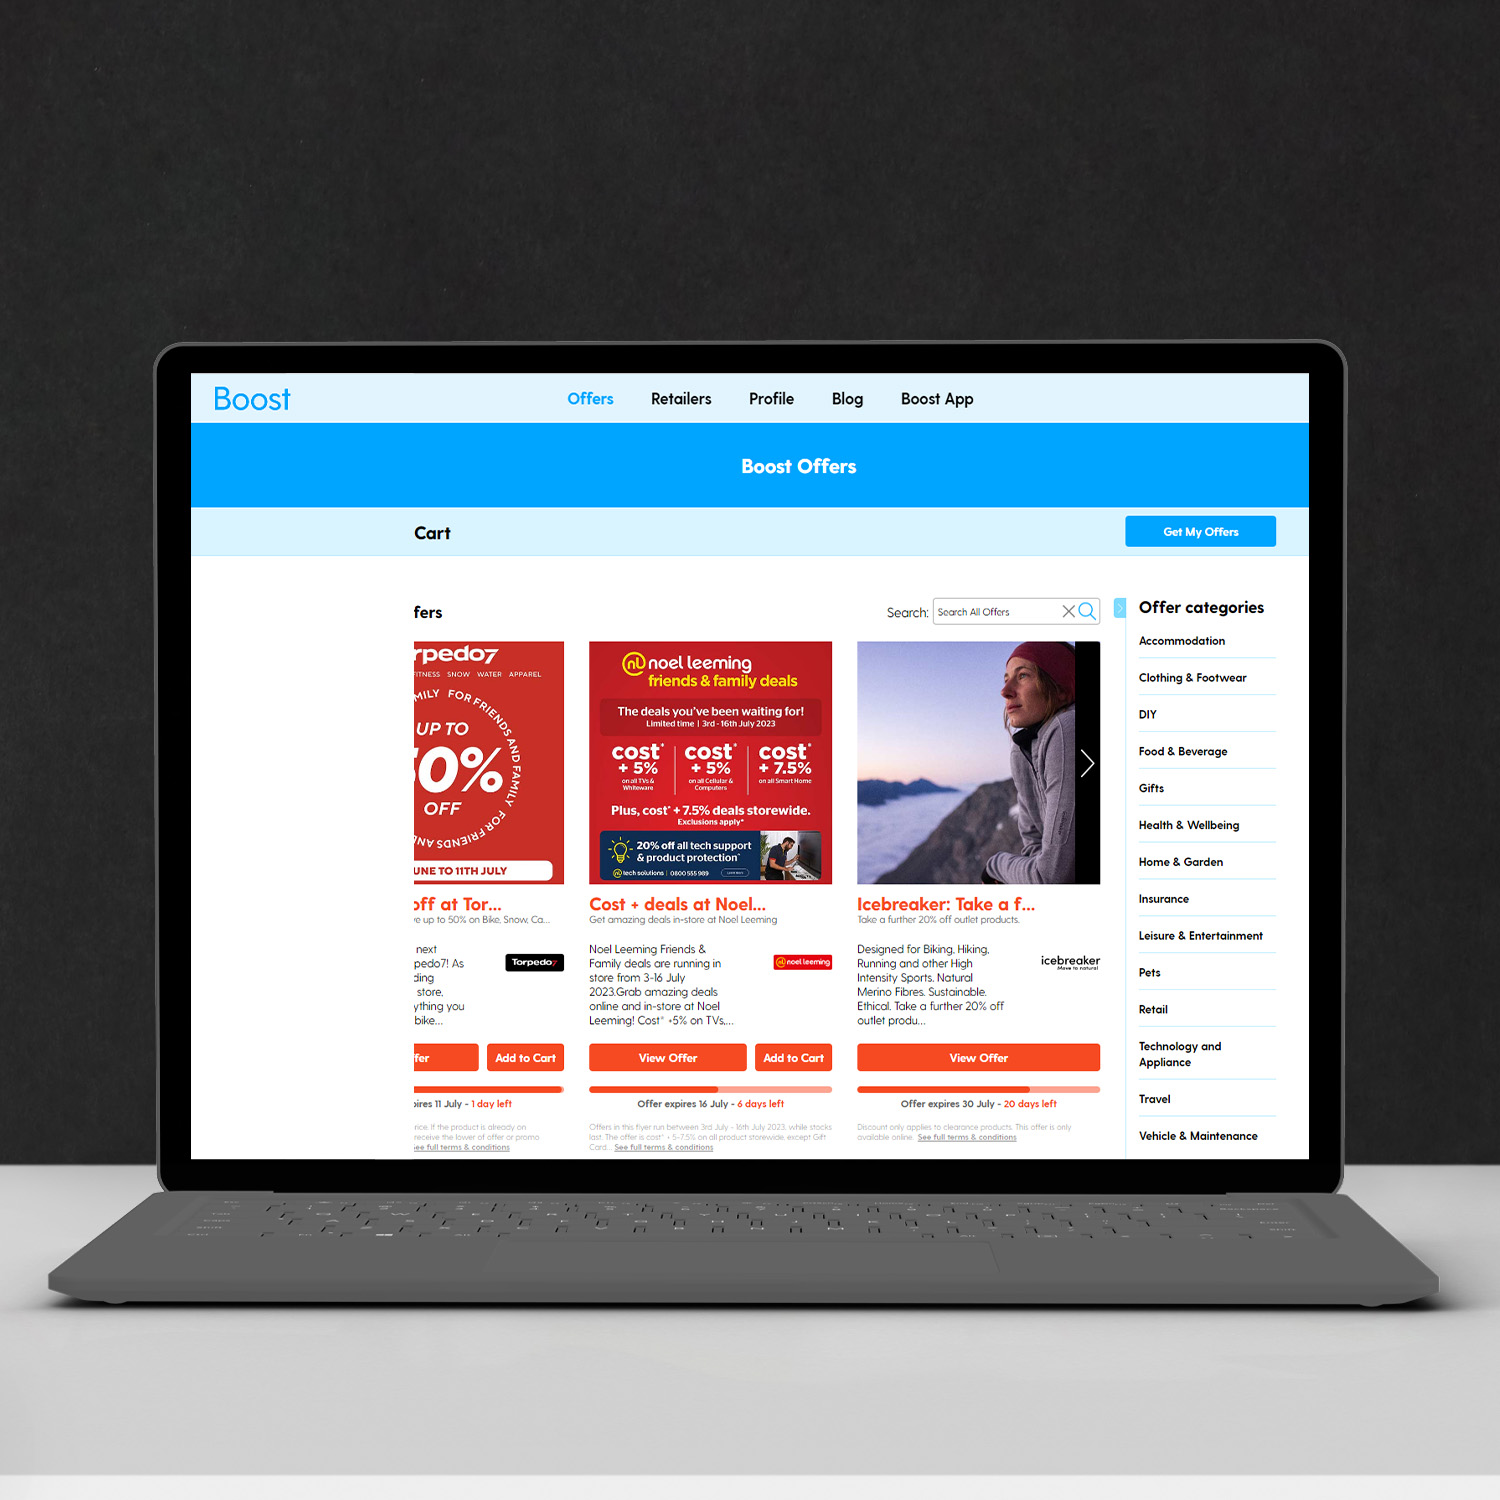 Boost
Offers
Retailers
Profile
Blog
Boost App
Boost Offers
Cart
Get My Offers
fers
Search:
Search All Offers
rpedo7
FITNESS SNOW WATER APPAREL
MILY FOR FRIENDS AND FAMILY FOR FRIENDS AND
UP TO
50%
OFF
UNE TO 11TH JULY
off at Tor...
ve up to 50% on Bike, Snow, Ca...
next
pedo7! As
ding
store,
ything you
bike...
Torpedo7
fer
Add to Cart
ires 11 July - 1 day left
rice. If the product is already on
receive the lower of offer or promo
See full terms & conditions
nl noel leeming
friends & family deals
The deals you've been waiting for!
Limited time | 3rd - 16th July 2023
cost*
+ 5%
on all TVs &
Whiteware
cost*
+ 5%
on all Cellular &
Computers
cost*
+ 7.5%
on all Smart Home
Plus, cost* + 7.5% deals storewide.
Exclusions apply*
20% off all tech support
& product protection^
nl tech solutions | 0800 555 989
Cost + deals at Noel...
Get amazing deals in-store at Noel Leeming
Noel Leeming Friends &
Family deals are running in
store from 3-16 July
2023.Grab amazing deals
online and in-store at Noel
Leeming! Cost* +5% on TVs,...
nl noel leeming
View Offer
Add to Cart
Offer expires 16 July - 6 days left
Offers in this flyer run between 3rd July - 16th July 2023, while stocks
last. The offer is cost* + 5-7.5% on all product storewide, except Gift
Card... See full terms & conditions
Icebreaker: Take a f...
Take a further 20% off outlet products.
Designed for Biking, Hiking,
Running and other High
Intensity Sports. Natural
Merino Fibres. Sustainable.
Ethical. Take a further 20% off
outlet produ...
icebreaker
Move to natural
View Offer
Offer expires 30 July - 20 days left
Discount only applies to clearance products. This offer is only
available online. See full terms & conditions
Offer categories
Accommodation
Clothing & Footwear
DIY
Food & Beverage
Gifts
Health & Wellbeing
Home & Garden
Insurance
Leisure & Entertainment
Pets
Retail
Technology and
Appliance
Travel
Vehicle & Maintenance